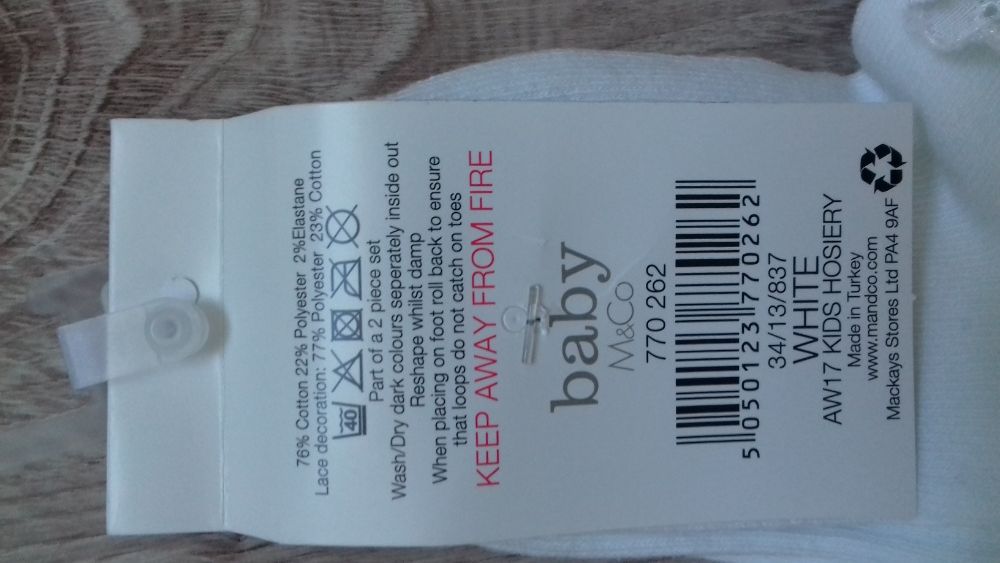 76% Cotton 22% Polyester 2%Elastane
Lace decoration: 77% Polyester 23% Cotton
40
Part of a 2 piece set
Wash/Dry dark colours seperately inside out
Reshape whilst damp
When placing on foot roll back to ensure
that loops do not catch on toes
KEEP AWAY FROM FIRE
baby
M&Co
770 262
5 050123 770262
34/13/837
WHITE
AW17 KIDS HOSIERY
Made in Turkey
www.mandco.com
Mackays Stores Ltd PA4 9AF